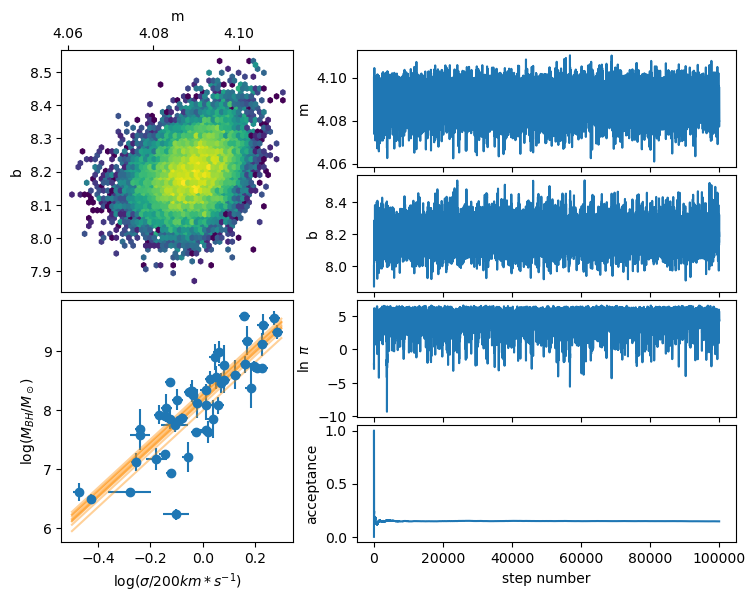 m
4.06 4.08 4.10
8.5
8.4
8.3
8.2
8.1
8.0
7.9
b
4.10
4.08
4.06
m
8.4
8.2
8.0
b
5
0
−5
−10
ln π
9
8
7
6
log(M_{BH}/M_⊙)
−0.4 −0.2 0.0 0.2
log(σ/200km * s^{−1})
1.0
0.5
0.0
acceptance
0 20000 40000 60000 80000 100000
step number